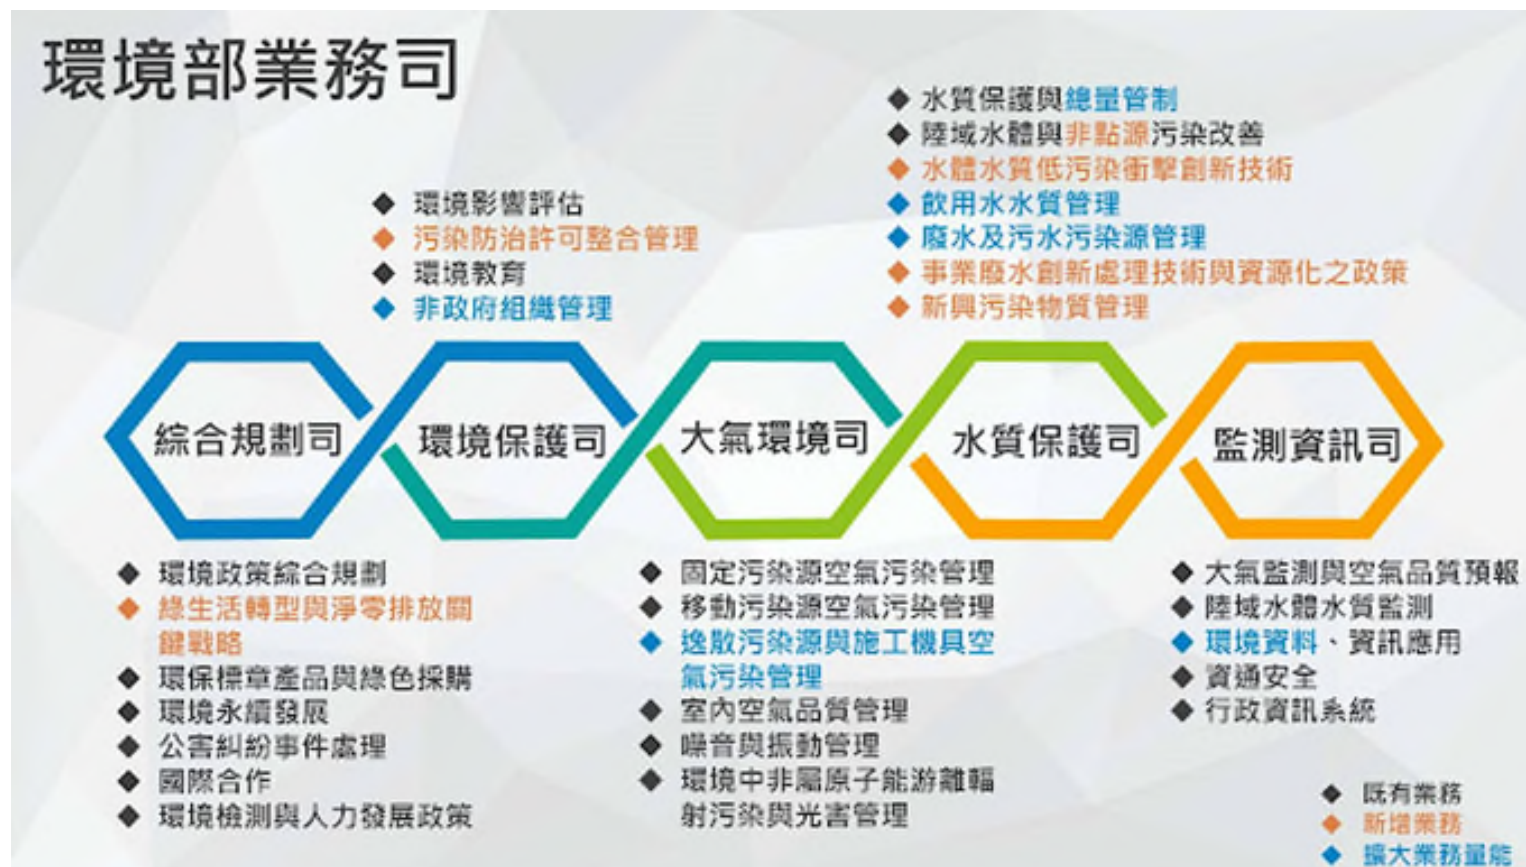 環境部業務司
◆ 環境影響評估
◆ 污染防治許可整合管理
◆ 環境教育
◆ 非政府組織管理
◆ 水質保護與總量管制
◆ 陸域水體與非點源污染改善
◆ 水體水質低污染衝擊創新技術
◆ 飲用水水質管理
◆ 廢水及污水污染源管理
◆ 事業廢水創新處理技術與資源化之政策
◆ 新興污染物質管理
綜合規劃司
環境保護司
大氣環境司
水質保護司
監測資訊司
◆ 環境政策綜合規劃
◆ 綠生活轉型與淨零排放關
鍵戰略
◆ 環保標章產品與綠色採購
◆ 環境永續發展
◆ 公害糾紛事件處理
◆ 國際合作
◆ 環境檢測與人力發展政策
◆ 固定污染源空氣污染管理
◆ 移動污染源空氣污染管理
◆ 逸散污染源與施工機具空
氣污染管理
◆ 室內空氣品質管理
◆ 噪音與振動管理
◆ 環境中非屬原子能游離輻
射污染與光害管理
◆ 大氣監測與空氣品質預報
◆ 陸域水體水質監測
◆ 環境資料、資訊應用
◆ 資通安全
◆ 行政資訊系統
◆ 既有業務
◆ 新增業務
◆ 擴大業務量能